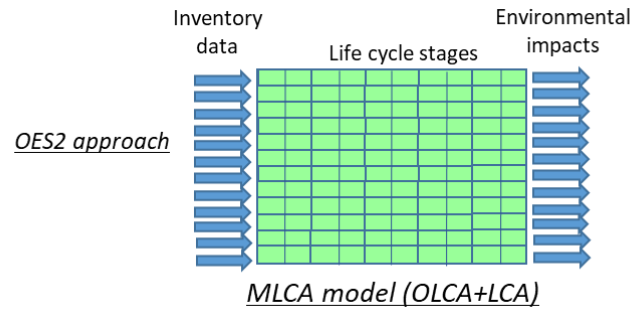 Inventory
data
Life cycle stages
Environmental
impacts
OES2 approach
MLCA model (OLCA+LCA)